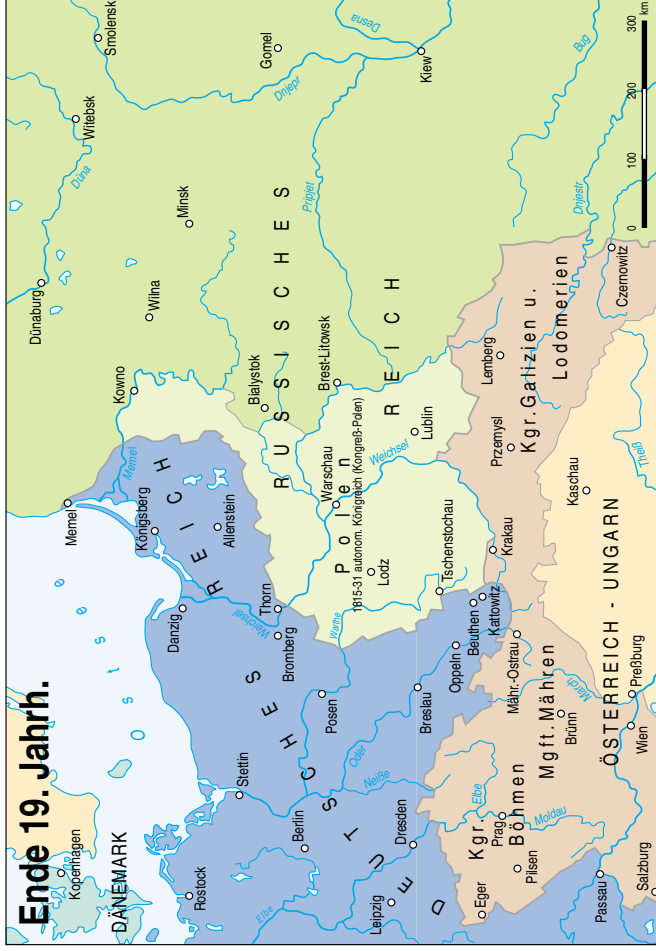 Ende 19. Jahrh.
Kopenhagen
DÄNEMARK
Ostsee
Rostock
Stettin
Danzig
Memel
Königsberg
Allenstein
Memel
Kowno
Dünaburg
Düna
Witebsk
Smolensk
Wilna
Minsk
Gomel
Dnjepr
Desna
Kiew
Pripjet
Bug
Dnjestr
DEUTSCHES REICH
Elbe
Berlin
Leipzig
Dresden
Oder
Neiße
Posen
Bromberg
Thorn
Weichsel
Warthe
Breslau
Oppeln
Beuthen
Kattowitz
RUSSISCHES
REICH
Bialystok
Brest-Litowsk
Warschau
Polen
1815-31 autonom. Königreich (Kongreß-Polen)
Lodz
Weichsel
Lublin
Tschenstochau
Krakau
Przemysl
Lemberg
Kgr. Galizien u.
Lodomerien
Czernowitz
Kaschau
Theiß
ÖSTERREICH - UNGARN
Eger
Pilsen
Prag
Kgr.
Böhmen
Elbe
Moldau
Mgft. Mähren
Mähr.-Ostrau
Brünn
March
Preßburg
Wien
Passau
Salzburg
0 100 200 300 km